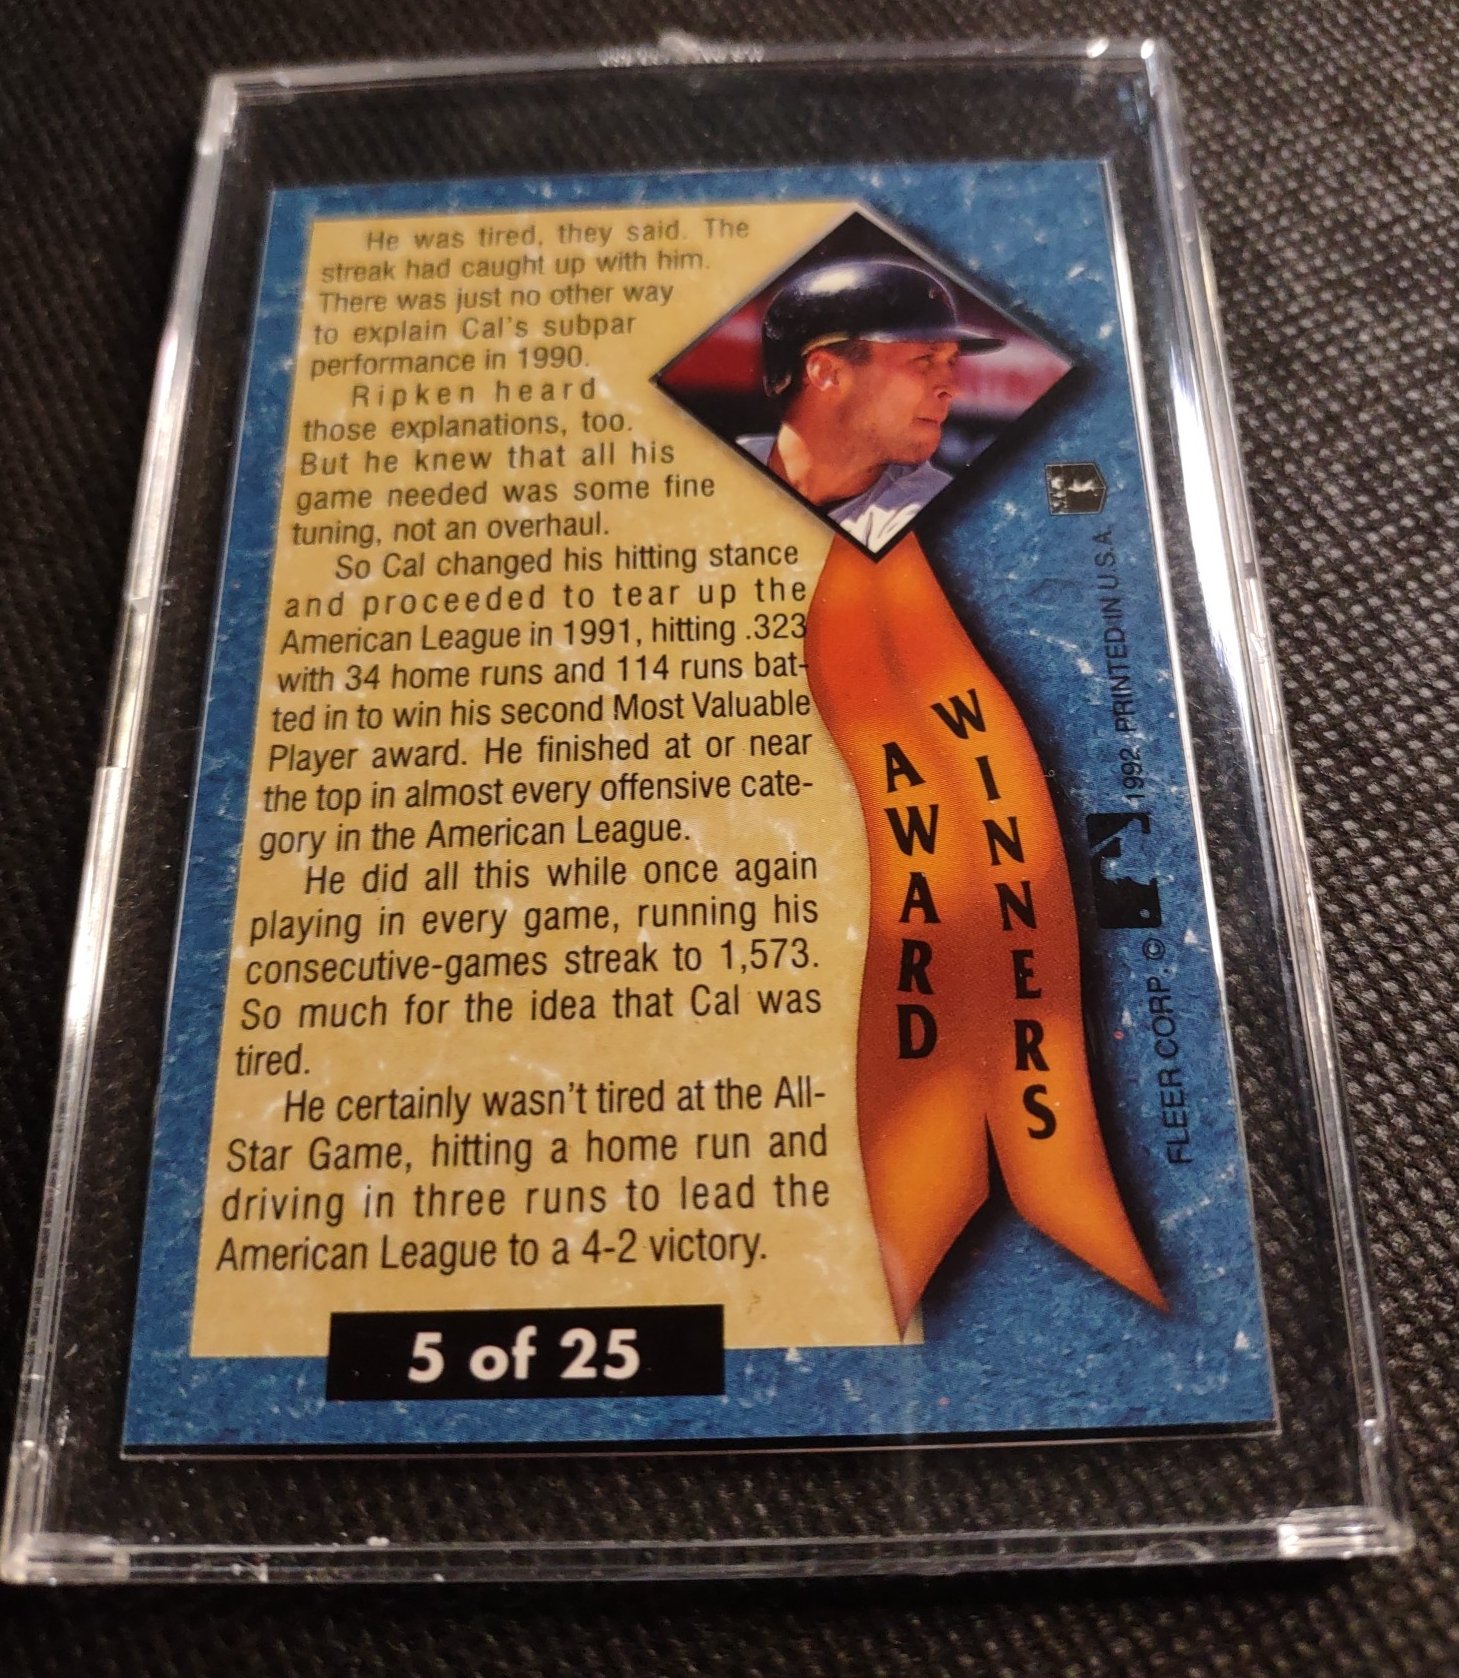 He was tired, they said. The
streak had caught up with him.
There was just no other way
to explain Cal's subpar
performance in 1990.
Ripken heard
those explanations, too.
But he knew that all his
game needed was some fine
tuning, not an overhaul.
So Cal changed his hitting stance
and proceeded to tear up the
American League in 1991, hitting .323
with 34 home runs and 114 runs bat-
ted in to win his second Most Valuable
Player award. He finished at or near
the top in almost every offensive cate-
gory in the American League.
He did all this while once again
playing in every game, running his
consecutive-games streak to 1,573.
So much for the idea that Cal was
tired.
He certainly wasn't tired at the All-
Star Game, hitting a home run and
driving in three runs to lead the
American League to a 4-2 victory.
5 of 25
AWARD
WINNERS
FLEER CORP. © 1992 PRINTED IN U.S.A.